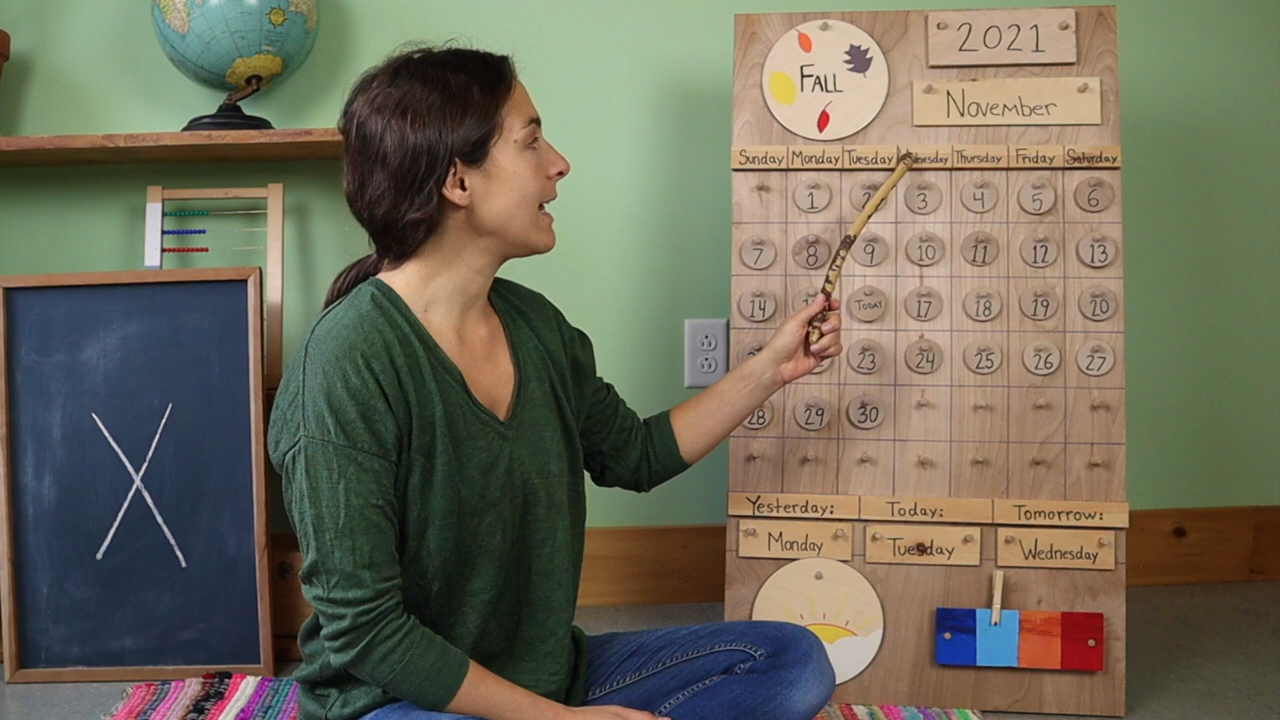 2021
FALL
November
Sunday Monday Tuesday Thursday Friday Saturday
1 2 3 4 5 6
7 8 9 10 11 12 13
14 TODAY 17 18 19 20
23 24 25 26 27
28 29 30
Yesterday: Today: Tomorrow:
Monday Tuesday Wednesday
X